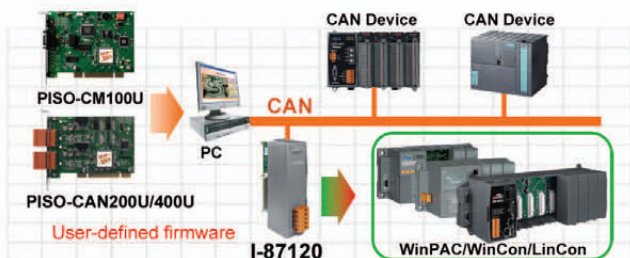 CAN Device
CAN Device
PISO-CM100U
CAN
PC
PISO-CAN200U/400U
User-defined firmware
I-87120
WinPAC/WinCon/LinCon